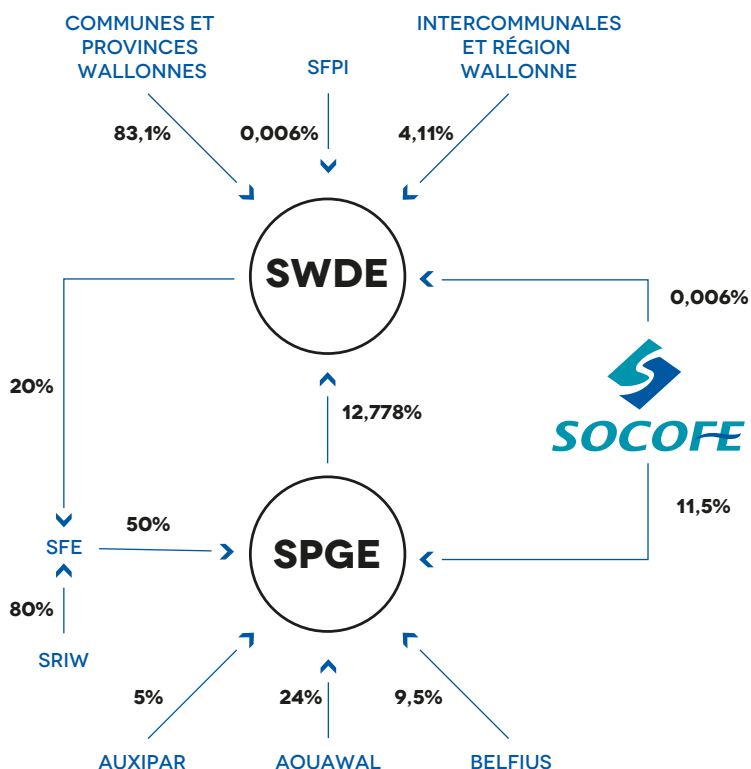 COMMUNES ET
PROVINCES
WALLONNES
SFPI
INTERCOMMUNALES
ET RÉGION
WALLONNE
83,1%
0,006%
4,11%
SWDE
0,006%
20%
12,778%
SOCOFE
11,5%
50%
SFE
SPGE
80%
SRIW
5%
24%
9,5%
AUXIPAR
AQUAWAL
BELFIUS